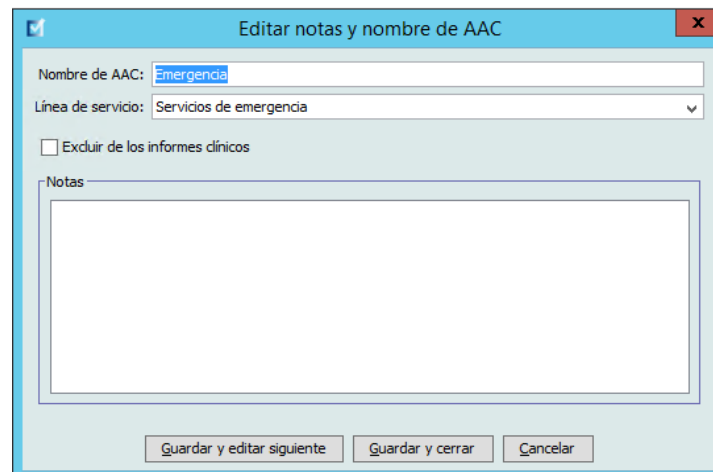 Editar notas y nombre de AAC
x
Nombre de AAC: Emergencia
Línea de servicio: Servicios de emergencia
Excluir de los informes clínicos
Notas
Guardar y editar siguiente Guardar y cerrar Cancelar